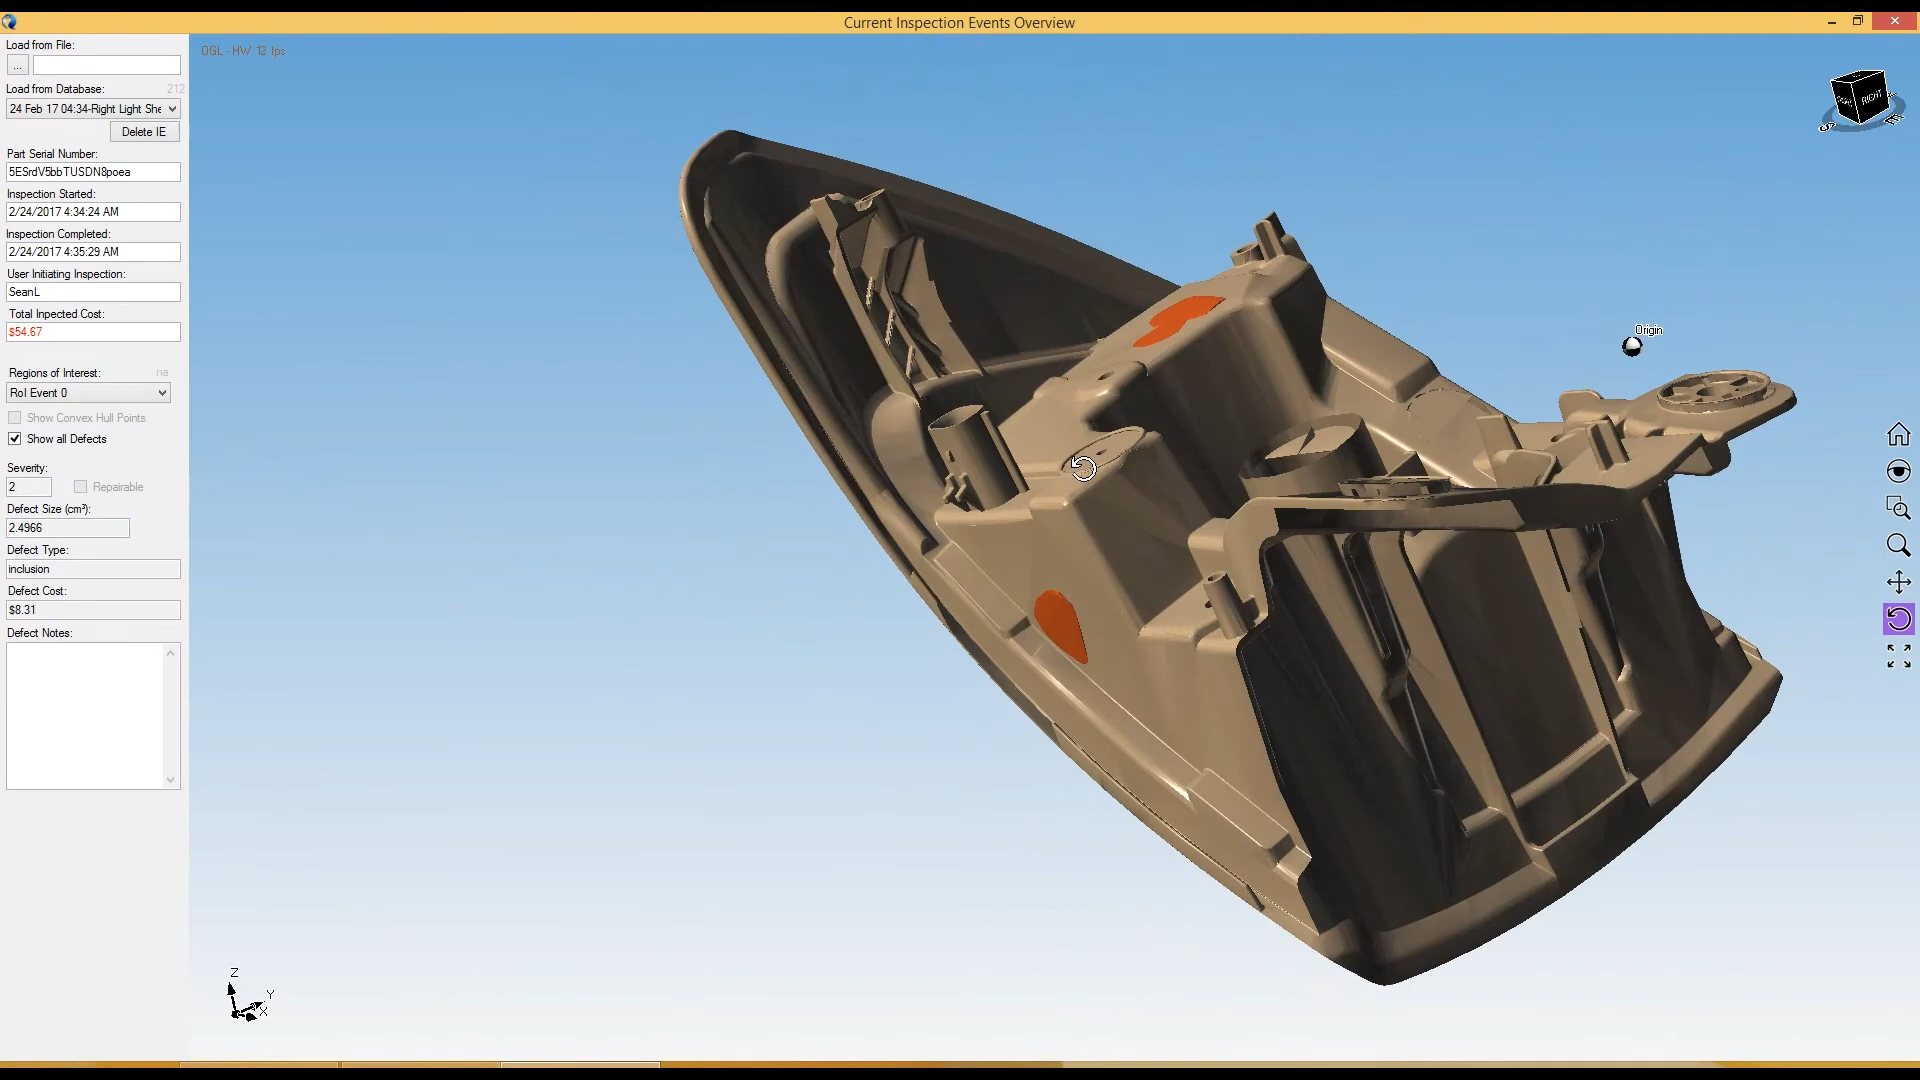 Current Inspection Events Overview
Load from File:
...
OGL - HW 12 fps
Load from Database: 212
24 Feb 17 04:34-Right Light She
Delete IE
Part Serial Number:
5ESrdV5bbTUSDN8poea
Inspection Started:
2/24/2017 4:34:24 AM
Inspection Completed:
2/24/2017 4:35:29 AM
User Initiating Inspection:
SeanL
Total Inpected Cost:
$54.67
Regions of Interest: na
RoI Event 0
Show Convex Hull Points
Show all Defects
Severity:
2 Repairable
Defect Size (cm³):
2.4966
Defect Type:
inclusion
Defect Cost:
$8.31
Defect Notes:
RIGHT
S
E
Origin
Z
Y
X